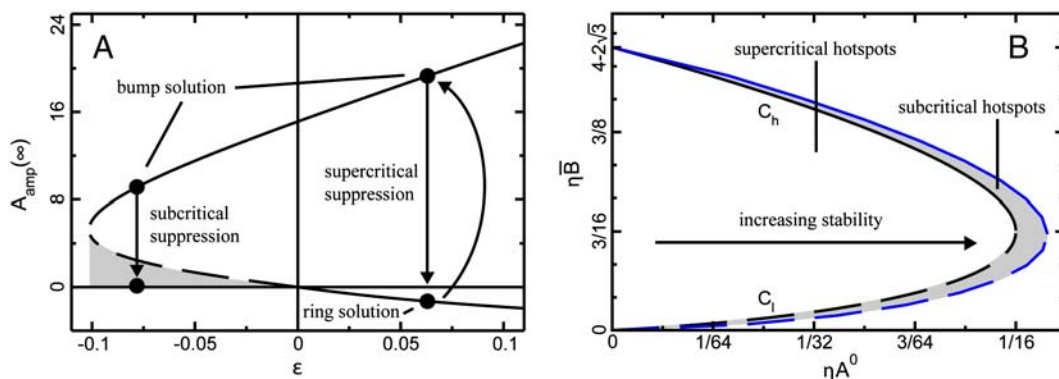 A
24
16
8
0
A_amp(∞)
bump solution
subcritical
suppression
supercritical
suppression
ring solution
-0.1
-0.05
0
0.05
0.1
ε
B
4-2√3
3/8
3/16
0
ηB̅
supercritical hotspots
subcritical hotspots
C_h
increasing stability
C_l
0
1/64
1/32
3/64
1/16
ηA⁰